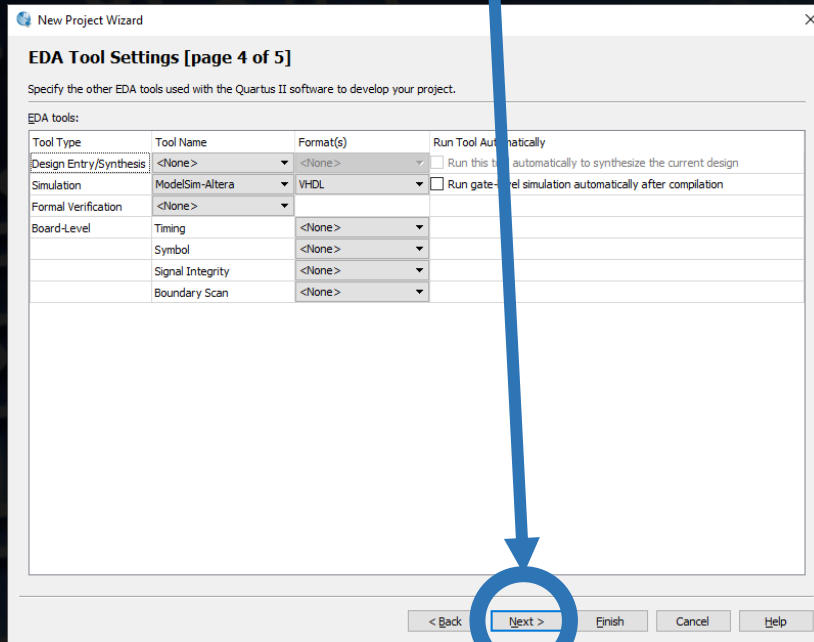 New Project Wizard
EDA Tool Settings [page 4 of 5]
Specify the other EDA tools used with the Quartus II software to develop your project.
EDA tools:
Tool Type Tool Name Format(s) Run Tool Automatically
Design Entry/Synthesis <None> <None> Run this tool automatically to synthesize the current design
Simulation ModelSim-Altera VHDL Run gate-level simulation automatically after compilation
Formal Verification <None>
Board-Level Timing <None>
Symbol <None>
Signal Integrity <None>
Boundary Scan <None>
< Back Next > Finish Cancel Help